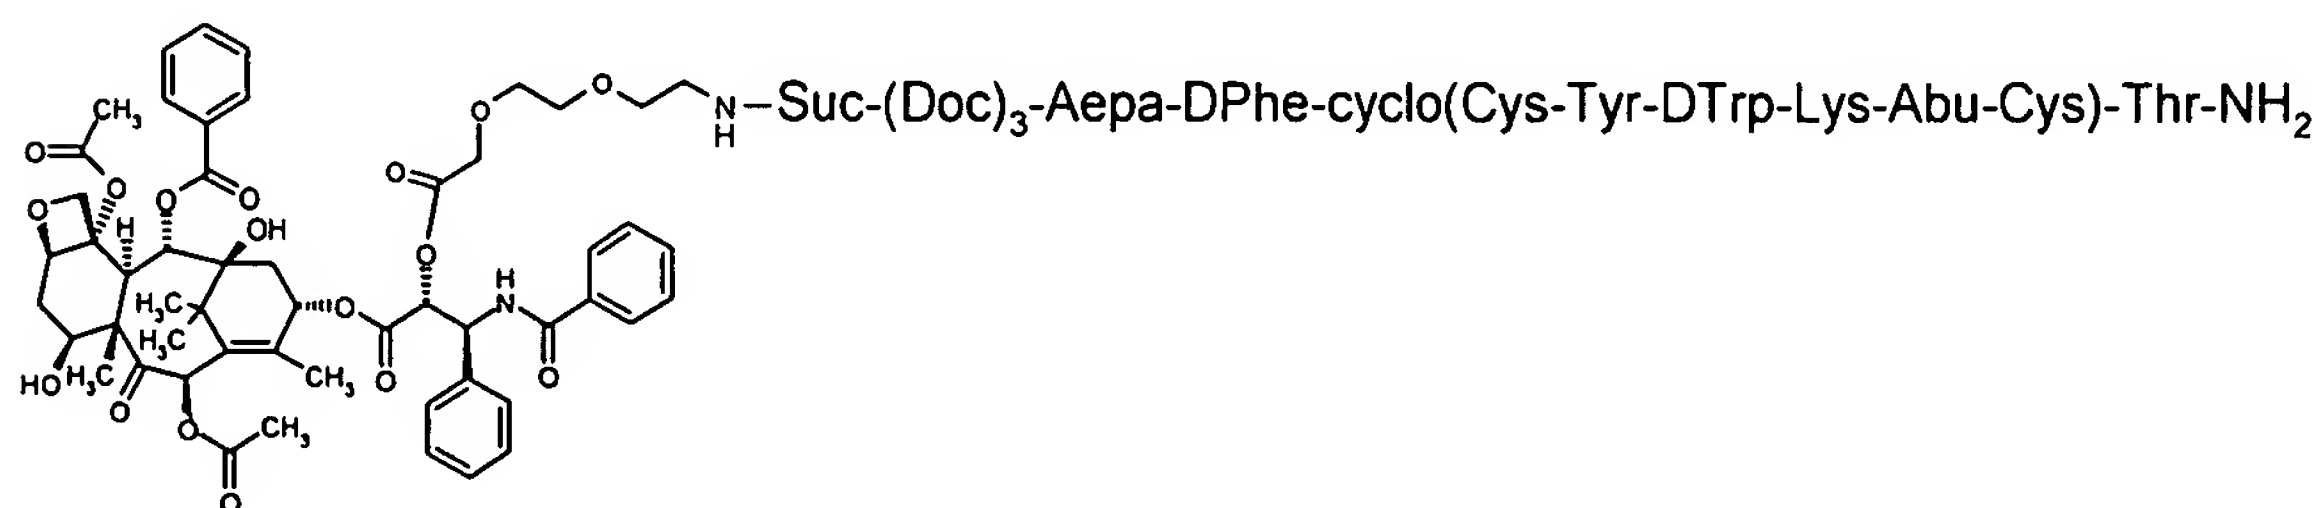 O
O
N
H
–Suc-(Doc)₃-Aepa-DPhe-cyclo(Cys-Tyr-DTrp-Lys-Abu-Cys)-Thr-NH₂
CH₃
O
O
O
O
O
O
O
H
OH
O
H
N
H₃C
O
H₃C
O
O
HO
H₃C
CH₃
O
O
CH₃
O